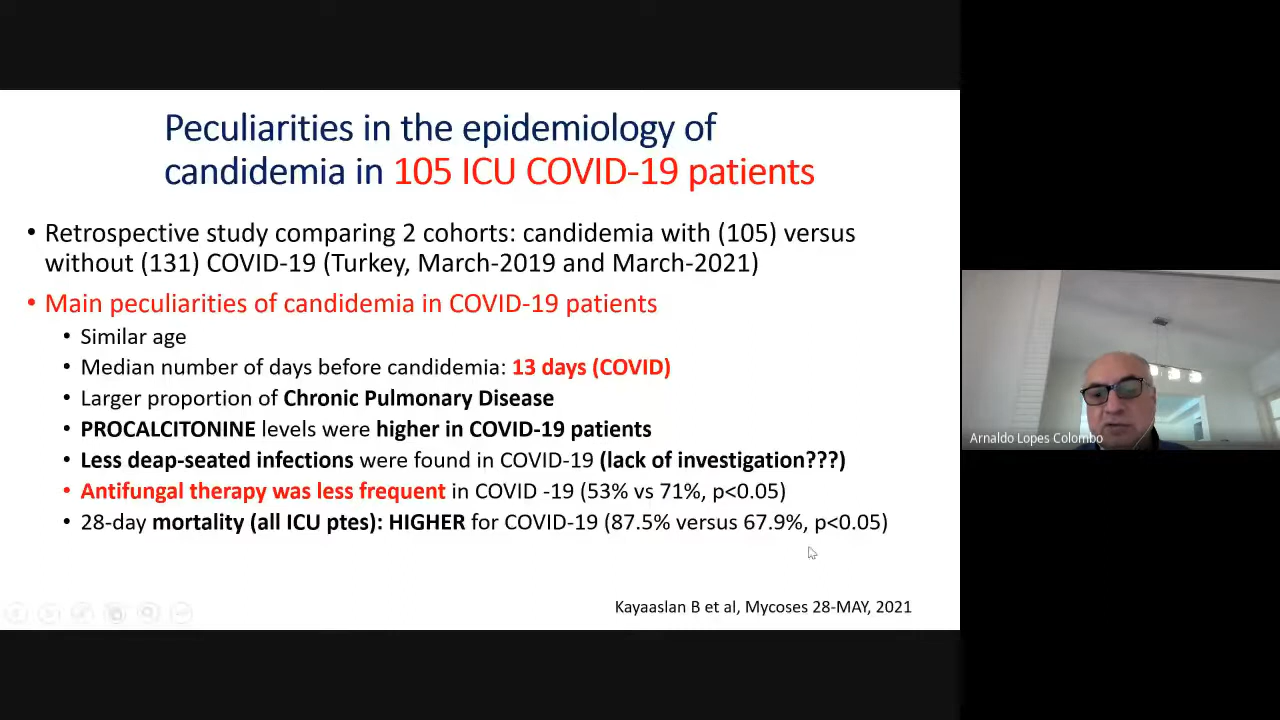 Peculiarities in the epidemiology of
candidemia in 105 ICU COVID-19 patients
• Retrospective study comparing 2 cohorts: candidemia with (105) versus
without (131) COVID-19 (Turkey, March-2019 and March-2021)
• Main peculiarities of candidemia in COVID-19 patients
• Similar age
• Median number of days before candidemia: 13 days (COVID)
• Larger proportion of Chronic Pulmonary Disease
• PROCALCITONINE levels were higher in COVID-19 patients
• Less deap-seated infections were found in COVID-19 (lack of investigation???)
• Antifungal therapy was less frequent in COVID -19 (53% vs 71%, p<0.05)
• 28-day mortality (all ICU ptes): HIGHER for COVID-19 (87.5% versus 67.9%, p<0.05)
Kayaaslan B et al, Mycoses 28-MAY, 2021
Arnaldo Lopes Colombo